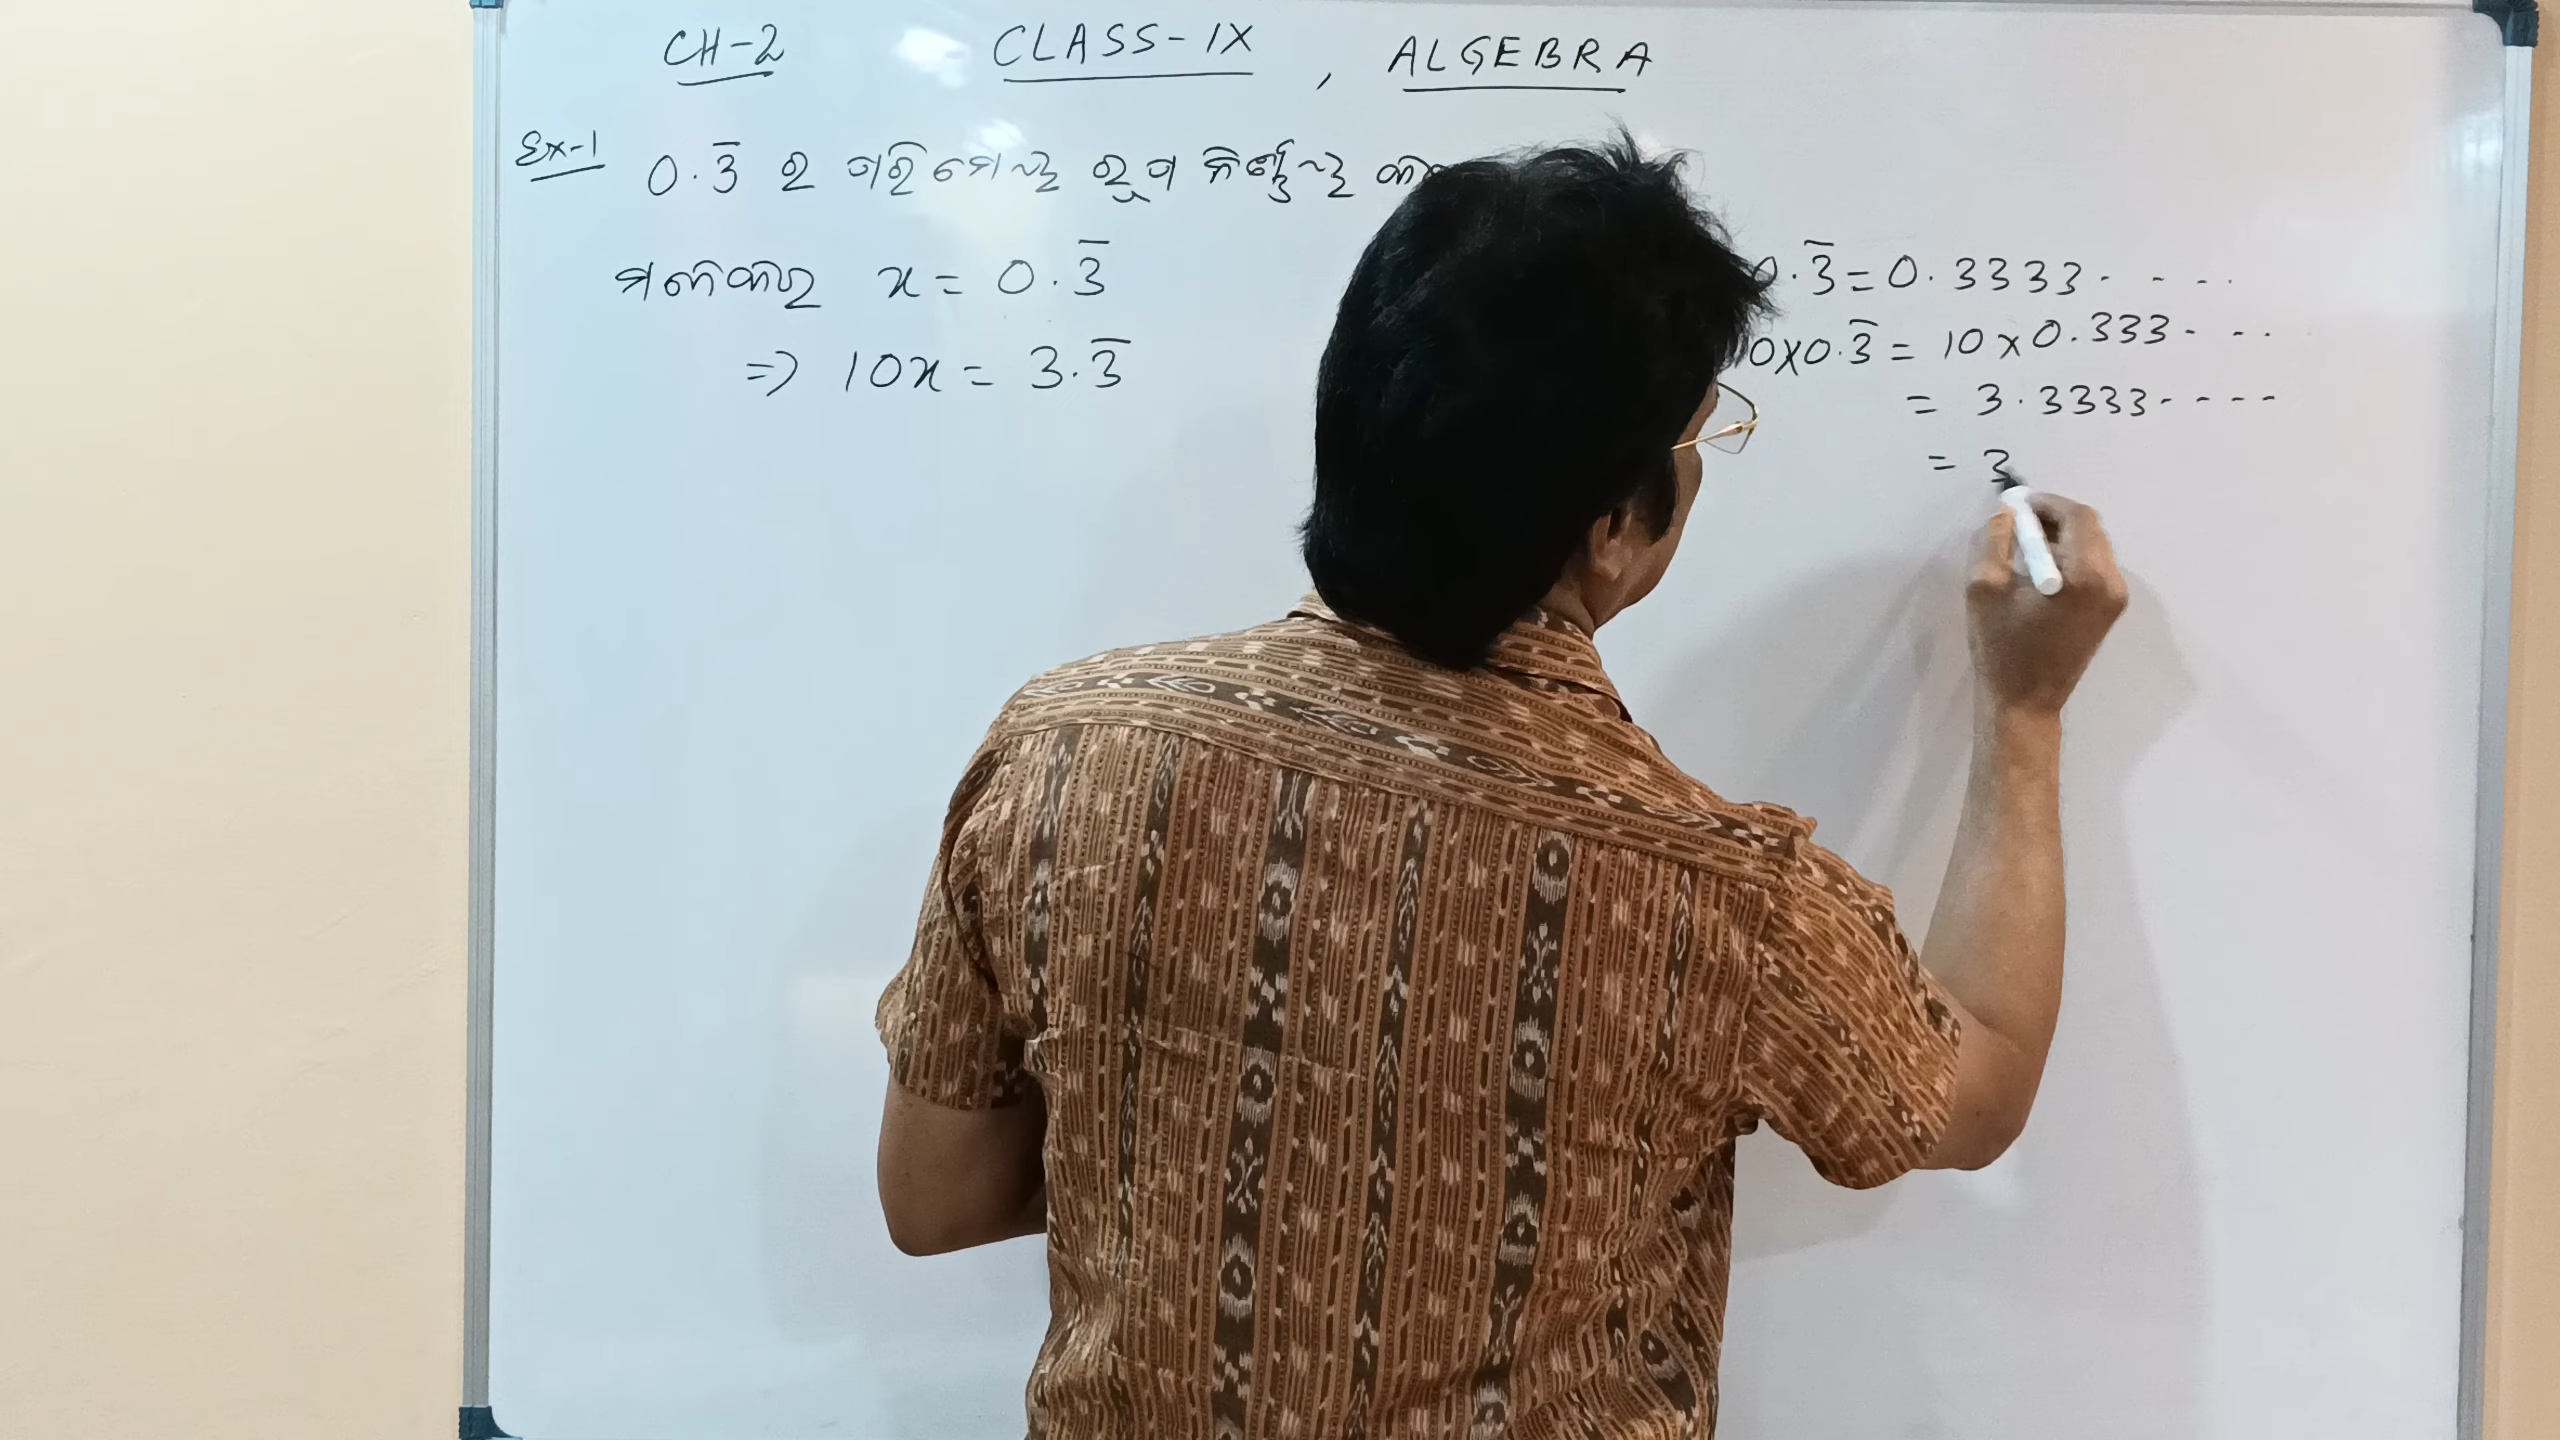 CH-2 CLASS-IX, ALGEBRA
Ex-1 0.3̅ ର ପରିମେୟ ରୂପ ନିର୍ଣ୍ଣୟ
ମନେକର x = 0.3̅
⇒ 10x = 3.3̅
0.3̅ = 0.3333- - - -
0×0.3̅ = 10×0.333- - -
= 3.3333- - - -
= 3